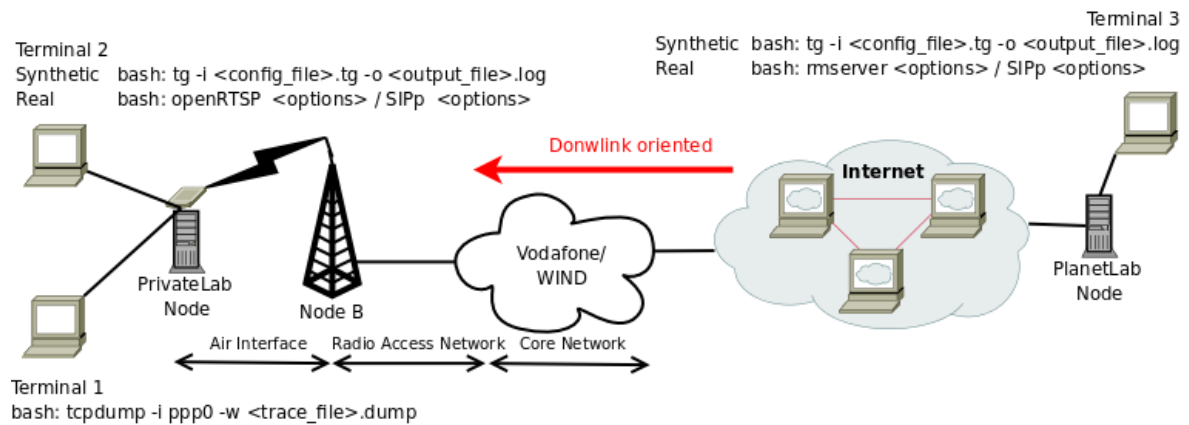 Terminal 3
Synthetic bash: tg -i <config_file>.tg -o <output_file>.log
Real bash: rmserver <options> / SIPp <options>
Terminal 2
Synthetic bash: tg -i <config_file>.tg -o <output_file>.log
Real bash: openRTSP <options> / SIPp <options>
Donwlink oriented
Internet
Vodafone/
WIND
PrivateLab
Node
Node B
PlanetLab
Node
Air Interface
Radio Access Network
Core Network
Terminal 1
bash: tcpdump -i ppp0 -w <trace_file>.dump